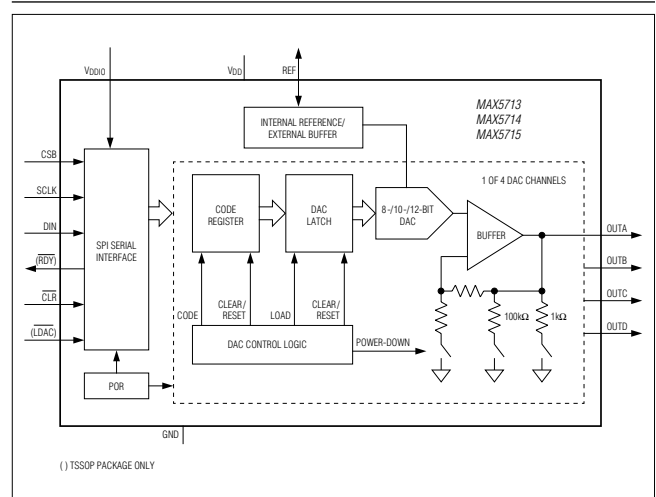 VDDIO
VDD
REF
INTERNAL REFERENCE/
EXTERNAL BUFFER
MAX5713
MAX5714
MAX5715
CSB
SCLK
DIN
(RDY)
CLR
(LDAC)
SPI SERIAL
INTERFACE
1 OF 4 DAC CHANNELS
CODE
REGISTER
DAC
LATCH
8-/10-/12-BIT
DAC
BUFFER
OUTA
OUTB
OUTC
OUTD
CODE
CLEAR/
RESET
LOAD
CLEAR/
RESET
100kΩ
1kΩ
DAC CONTROL LOGIC
POWER-DOWN
POR
GND
( ) TSSOP PACKAGE ONLY